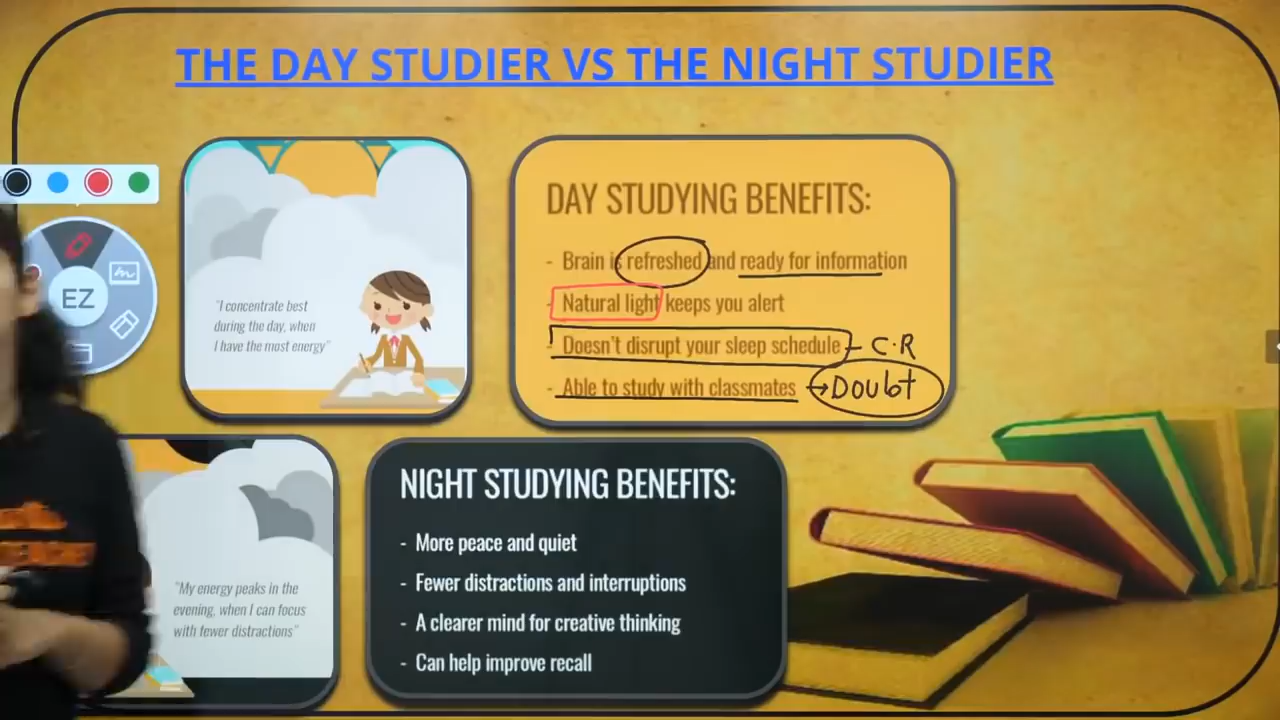 THE DAY STUDIER VS THE NIGHT STUDIER
"I concentrate best
during the day, when
I have the most energy"
DAY STUDYING BENEFITS:
- Brain is refreshed and ready for information
- Natural light keeps you alert
- Doesn't disrupt your sleep schedule - C.R
- Able to study with classmates → Doubt
EZ
"My energy peaks in the
evening, when I can focus
with fewer distractions"
NIGHT STUDYING BENEFITS:
- More peace and quiet
- Fewer distractions and interruptions
- A clearer mind for creative thinking
- Can help improve recall